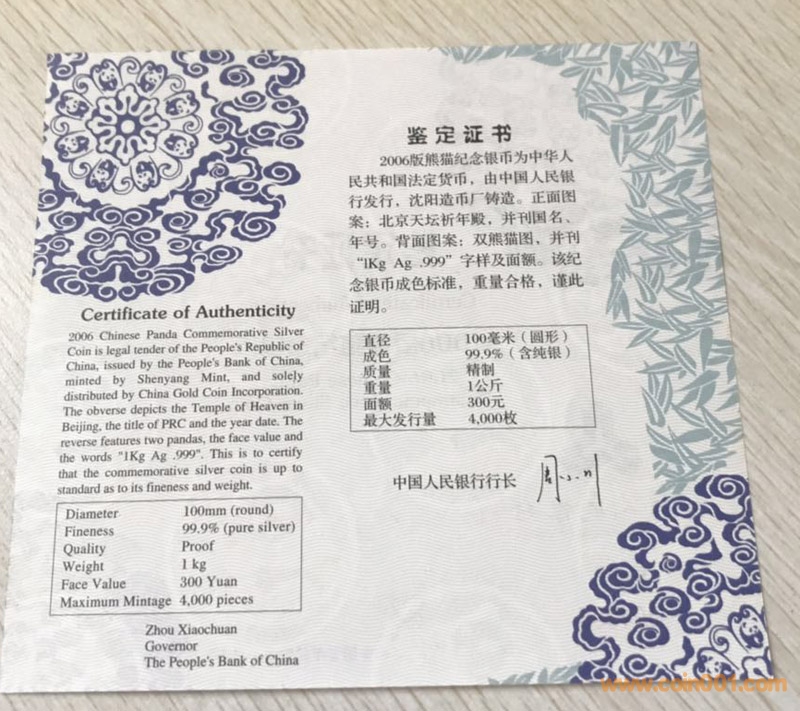 Certificate of Authenticity
2006 Chinese Panda Commemorative Silver
Coin is legal tender of the People's Republic of
China, issued by the People's Bank of China,
minted by Shenyang Mint, and solely
distributed by China Gold Coin Incorporation.
The obverse depicts the Temple of Heaven in
Beijing, the title of PRC and the year date. The
reverse features two pandas, the face value and
the words "1Kg Ag .999". This is to certify
that the commemorative silver coin is up to
standard as to its fineness and weight.
Diameter 100mm (round)
Fineness 99.9% (pure silver)
Quality Proof
Weight 1 kg
Face Value 300 Yuan
Maximum Mintage 4,000 pieces
Zhou Xiaochuan
Governor
The People's Bank of China
鉴定证书
2006版熊猫纪念银币为中华人
民共和国法定货币，由中国人民银
行发行，沈阳造币厂铸造。正面图
案：北京天坛祈年殿，并刊国名、
年号。背面图案：双熊猫图，并刊
“1Kg Ag .999”字样及面额。该纪
念银币成色标准，重量合格，谨此
证明。
直径 100毫米（圆形）
成色 99.9%（含纯银）
质量 精制
重量 1公斤
面额 300元
最大发行量 4,000枚
中国人民银行行长 周小川
www.coin001.com